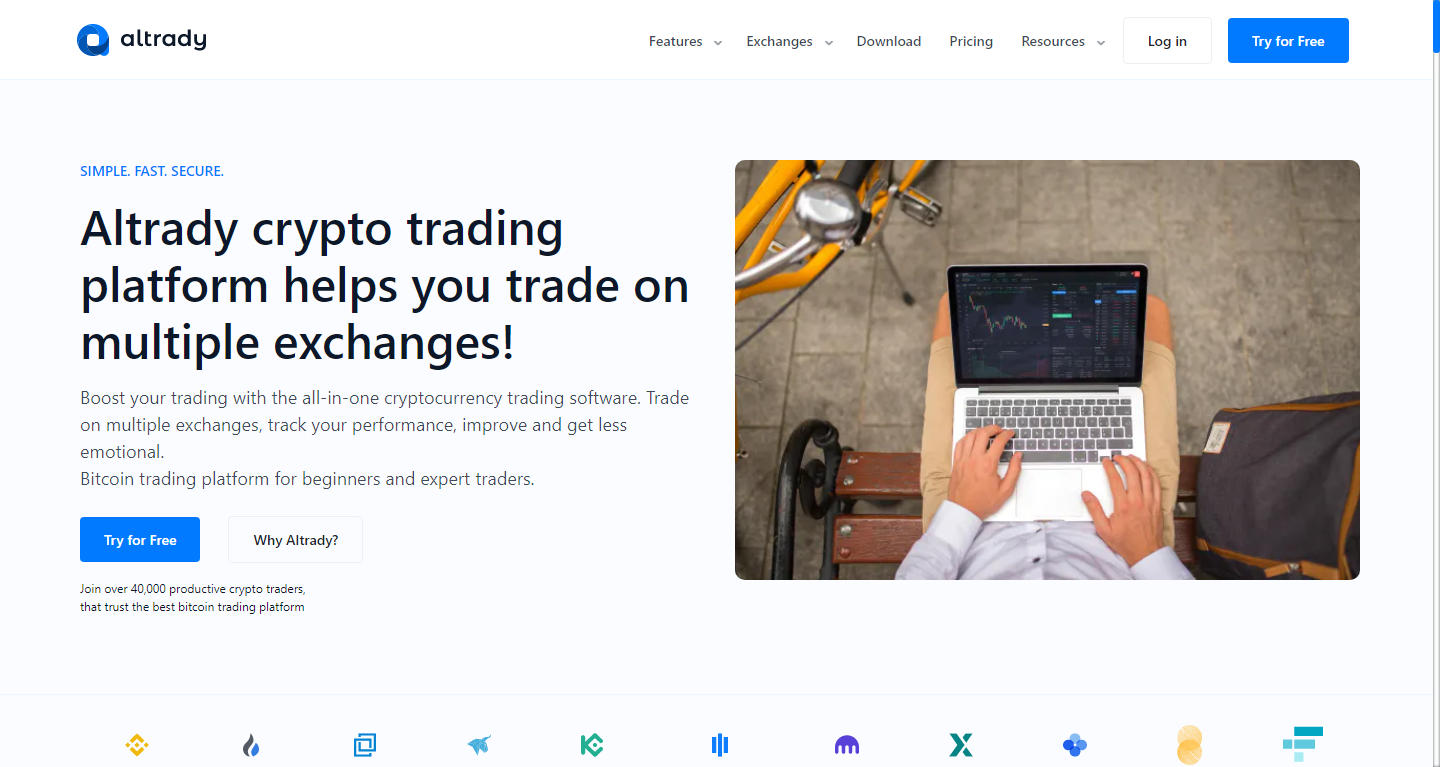 altrady
Features
Exchanges
Download
Pricing
Resources
Log in
Try for Free
SIMPLE. FAST. SECURE.
Altrady crypto trading
platform helps you trade on
multiple exchanges!
Boost your trading with the all-in-one cryptocurrency trading software. Trade
on multiple exchanges, track your performance, improve and get less
emotional.
Bitcoin trading platform for beginners and expert traders.
Try for Free
Why Altrady?
Join over 40,000 productive crypto traders,
that trust the best bitcoin trading platform